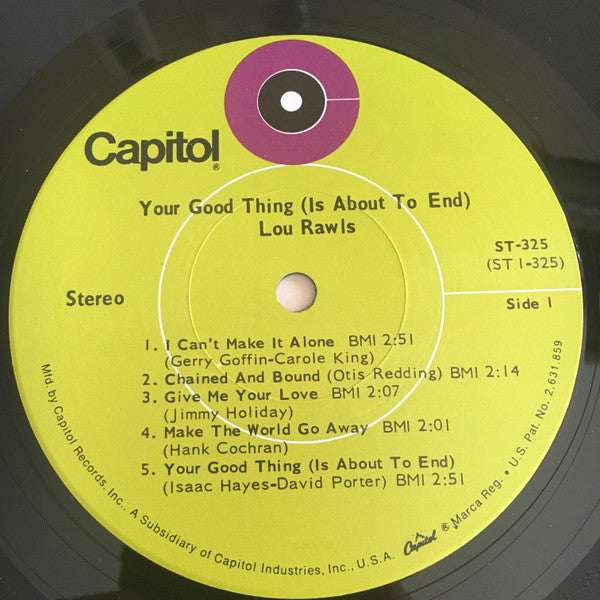 Capitol®
Your Good Thing (Is About To End)
Lou Rawls
ST-325
(ST 1-325)
Stereo
Side 1
1. I Can't Make It Alone BMI 2:51
(Gerry Goffin-Carole King)
2. Chained And Bound (Otis Redding) BMI 2:14
3. Give Me Your Love BMI 2:07
(Jimmy Holiday)
4. Make The World Go Away BMI 2:01
(Hank Cochran)
5. Your Good Thing (Is About To End)
(Isaac Hayes-David Porter) BMI 2:51
Mfd. by Capitol Records, Inc., A Subsidiary of Capitol Industries, Inc., U.S.A. Capitol® Marca Reg. • U.S. Pat. No. 2,631,859